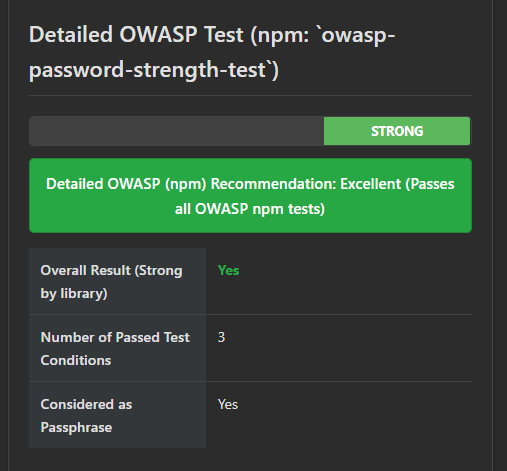 Detailed OWASP Test (npm: `owasp-
password-strength-test`)
STRONG
Detailed OWASP (npm) Recommendation: Excellent (Passes
all OWASP npm tests)
Overall Result (Strong
by library)
Yes
Number of Passed Test
Conditions
3
Considered as
Passphrase
Yes